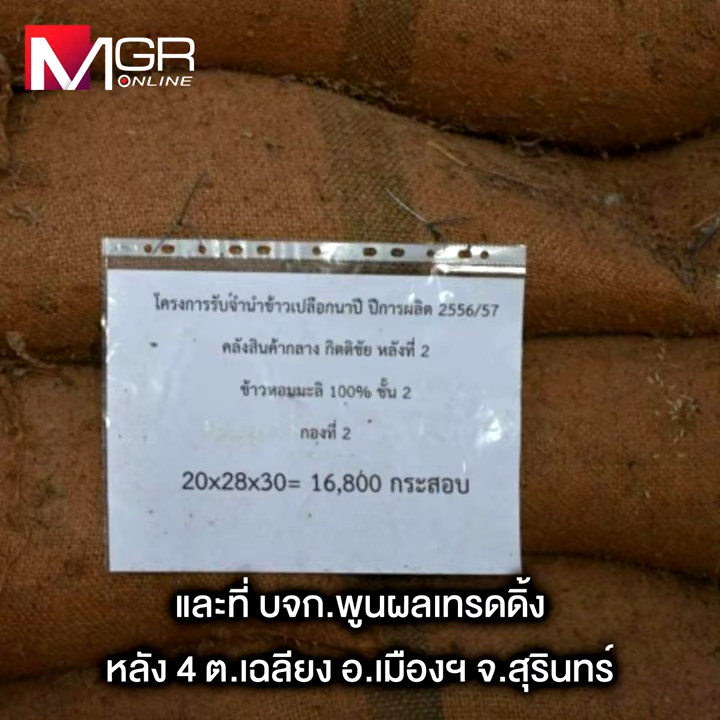 MGR
ONLINE
โครงการรับจำนำข้าวเปลือกนาปี ปีการผลิต 2556/57
คลังสินค้ากลาง กิตติชัย หลังที่ 2
ข้าวหอมมะลิ 100% ชั้น 2
กองที่ 2
20x28x30= 16,800 กระสอบ
และที่ บจก.พูนผลเทรดดิ้ง
หลัง 4 ต.เฉลียง อ.เมืองฯ จ.สุรินทร์